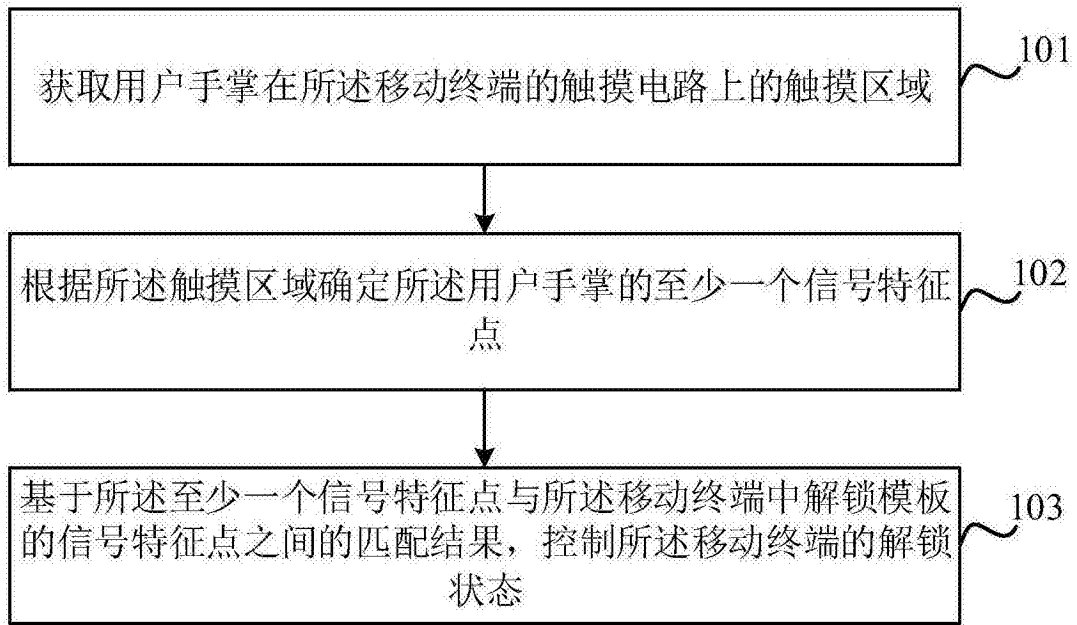 获取用户手掌在所述移动终端的触摸电路上的触摸区域
101
根据所述触摸区域确定所述用户手掌的至少一个信号特征
点
102
基于所述至少一个信号特征点与所述移动终端中解锁模板
的信号特征点之间的匹配结果，控制所述移动终端的解锁
状态
103